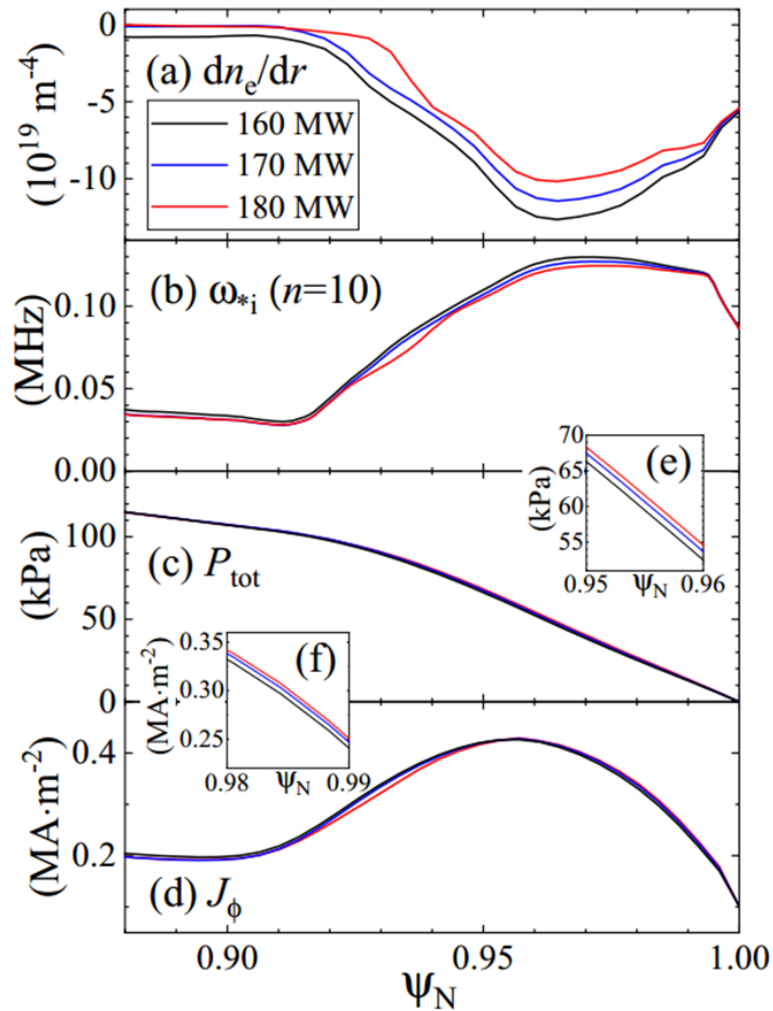 0
-5
-10
(10¹⁹ m⁻⁴)
(a) dnₑ/dr
160 MW
170 MW
180 MW
(b) ω*ᵢ (n=10)
0.10
0.05
0.00
(MHz)
(e)
70
65
60
55
(kPa)
0.95 ψN 0.96
100
50
0
(kPa)
(c) Ptot
(f)
0.35
0.30
0.25
(MA·m⁻²)
0.98 ψN 0.99
0.4
0.2
(MA·m⁻²)
(d) Jϕ
0.90 0.95 1.00
ψN